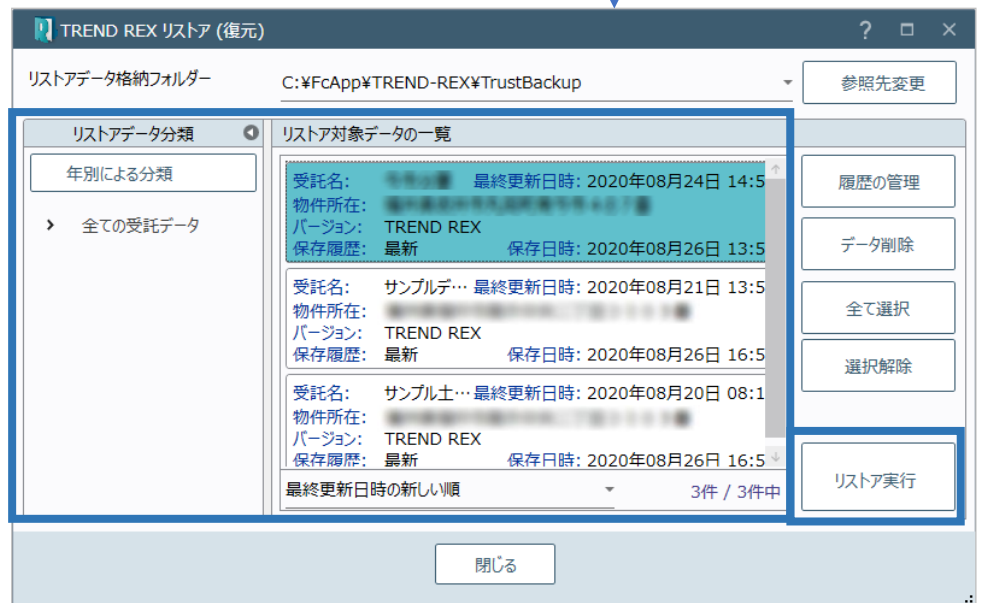 TREND REX リストア (復元)
リストアデータ格納フォルダー
C:¥FcApp¥TREND-REX¥TrustBackup
参照先変更
リストアデータ分類
リストア対象データの一覧
年別による分類
全ての受託データ
受託名: 最終更新日時: 2020年08月24日 14:5
物件所在:
バージョン: TREND REX
保存履歴: 最新 保存日時: 2020年08月26日 13:5
受託名: サンプルデ… 最終更新日時: 2020年08月21日 13:5
物件所在:
バージョン: TREND REX
保存履歴: 最新 保存日時: 2020年08月26日 16:5
受託名: サンプル土… 最終更新日時: 2020年08月20日 08:1
物件所在:
バージョン: TREND REX
保存履歴: 最新 保存日時: 2020年08月26日 16:5
最終更新日時の新しい順
3件 / 3件中
履歴の管理
データ削除
全て選択
選択解除
リストア実行
閉じる